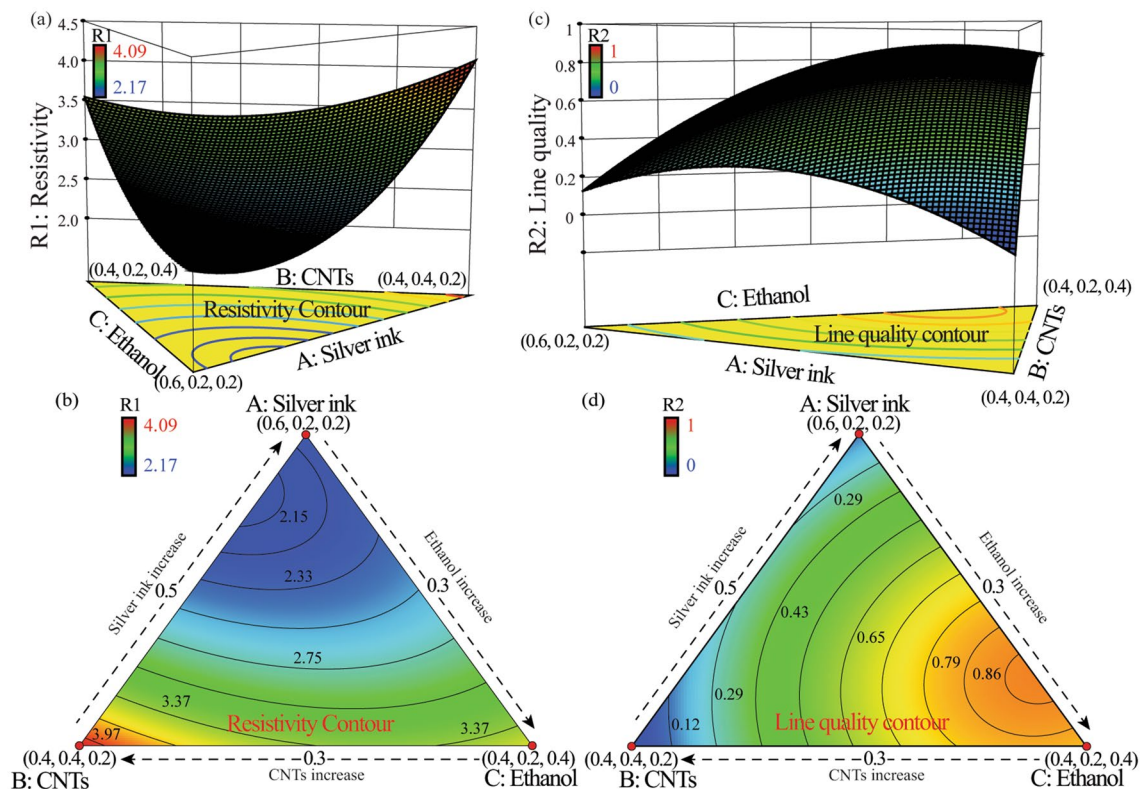 (a)
R1
4.09
2.17
4.5
4.0
3.5
3.0
2.5
2.0
R1: Resistivity
(0.4, 0.2, 0.4)
B: CNTs
(0.4, 0.4, 0.2)
Resistivity Contour
C: Ethanol
A: Silver ink
(0.6, 0.2, 0.2)
(c)
R2
1
0
1
0.8
0.6
0.4
0.2
0
R2: Line quality
C: Ethanol
(0.4, 0.2, 0.4)
(0.6, 0.2, 0.2)
Line quality contour
B: CNTs
A: Silver ink
(0.4, 0.4, 0.2)
(b)
R1
4.09
2.17
A: Silver ink
(0.6, 0.2, 0.2)
2.15
2.33
2.75
3.37
3.37
3.97
Silver ink increase
0.5
Ethanol increase
0.3
Resistivity Contour
(0.4, 0.4, 0.2)
0.3
(0.4, 0.2, 0.4)
B: CNTs
CNTs increase
C: Ethanol
(d)
R2
1
0
A: Silver ink
(0.6, 0.2, 0.2)
0.29
0.43
0.65
0.79
0.86
0.29
0.12
Silver ink increase
0.5
Ethanol increase
0.3
Line quality contour
(0.4, 0.4, 0.2)
0.3
(0.4, 0.2, 0.4)
B: CNTs
CNTs increase
C: Ethanol